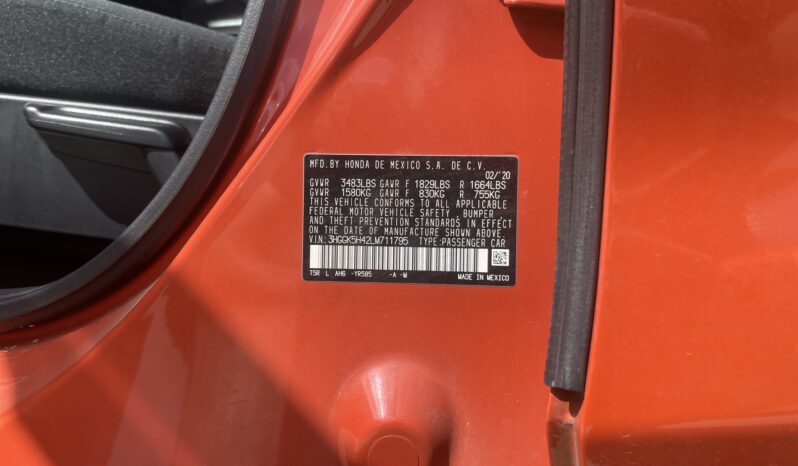 MFD.BY HONDA DE MEXICO S.A. DE C.V.
02/'20
GVWR 3483LBS GAWR F 1829LBS R 1664LBS
GVWR 1580KG GAWR F 830KG R 755KG
THIS VEHICLE CONFORMS TO ALL APPLICABLE
FEDERAL MOTOR VEHICLE SAFETY, BUMPER
AND THEFT PREVENTION STANDARDS IN EFFECT
ON THE DATE OF MANUFACTURE SHOWN ABOVE.
V.I.N.: 3HGGK5H42LM711795 TYPE:PASSENGER CAR
T5R L AH6 -YR585 -A -M MADE IN MEXICO